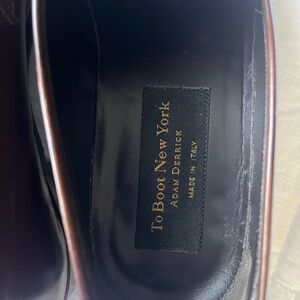 To Boot New York
ADAM DERRICK
MADE IN ITALY